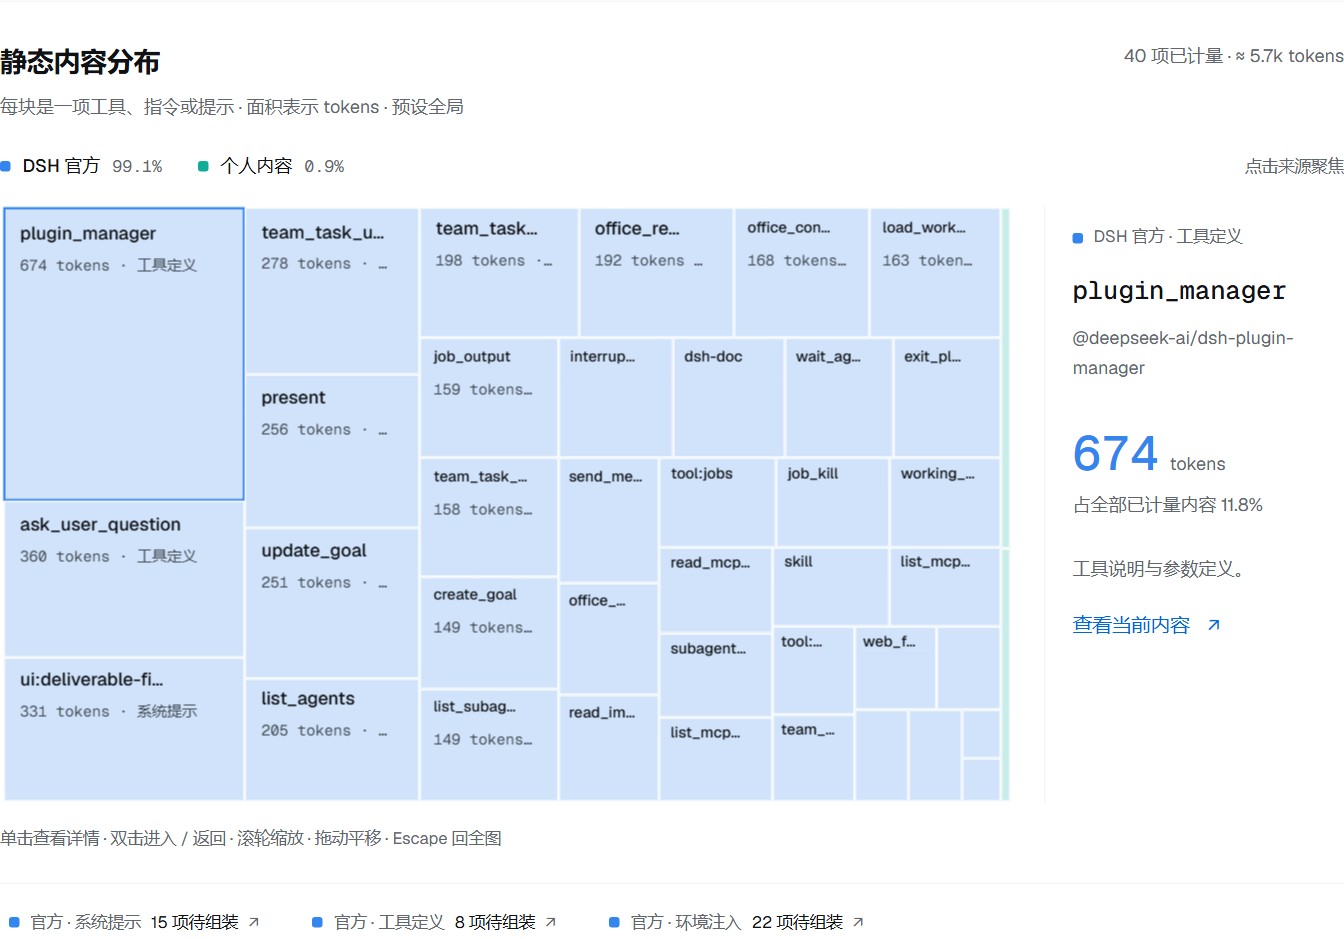 静态内容分布
40 项已计量 · ≈ 5.7k tokens
每块是一项工具、指令或提示 · 面积表示 tokens · 预设全局
DSH 官方 99.1%
个人内容 0.9%
点击来源聚焦
plugin_manager
674 tokens · 工具定义
ask_user_question
360 tokens · 工具定义
ui:deliverable-fi…
331 tokens · 系统提示
team_task_u…
278 tokens · …
present
256 tokens · …
update_goal
251 tokens · …
list_agents
205 tokens · …
team_task…
198 tokens ·…
office_re…
192 tokens …
office_con…
168 tokens…
load_work…
163 token…
job_output
159 tokens…
interrup…
dsh-doc
wait_ag…
exit_pl…
team_task_…
158 tokens…
create_goal
149 tokens…
list_subag…
149 tokens…
send_me…
office_…
read_im…
tool:jobs
job_kill
working_…
read_mcp…
skill
list_mcp…
subagent…
tool:…
web_f…
list_mcp…
team_…
DSH 官方 · 工具定义
plugin_manager
@deepseek-ai/dsh-plugin-
manager
674 tokens
占全部已计量内容 11.8%
工具说明与参数定义。
查看当前内容 ↗
单击查看详情 · 双击进入 / 返回 · 滚轮缩放 · 拖动平移 · Escape 回全图
官方 · 系统提示 15 项待组装 ↗
官方 · 工具定义 8 项待组装 ↗
官方 · 环境注入 22 项待组装 ↗